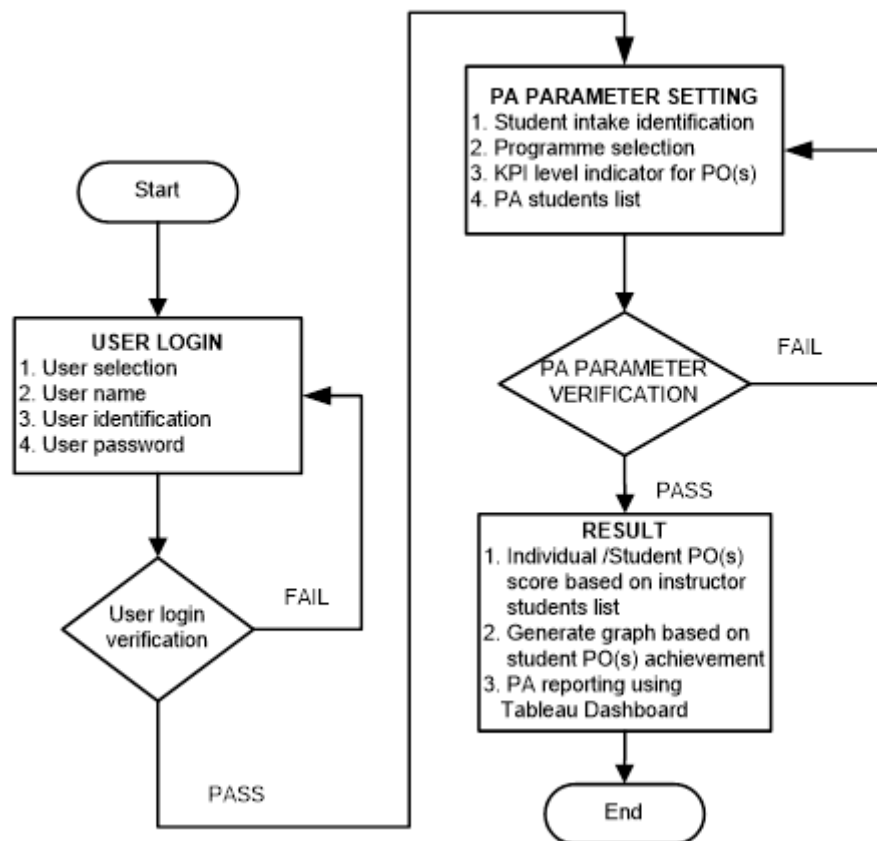 Start
USER LOGIN
1. User selection
2. User name
3. User identification
4. User password
User login
verification
FAIL
PASS
PA PARAMETER SETTING
1. Student intake identification
2. Programme selection
3. KPI level indicator for PO(s)
4. PA students list
PA PARAMETER
VERIFICATION
FAIL
PASS
RESULT
1. Individual /Student PO(s)
score based on instructor
students list
2. Generate graph based on
student PO(s) achievement
3. PA reporting using
Tableau Dashboard
End